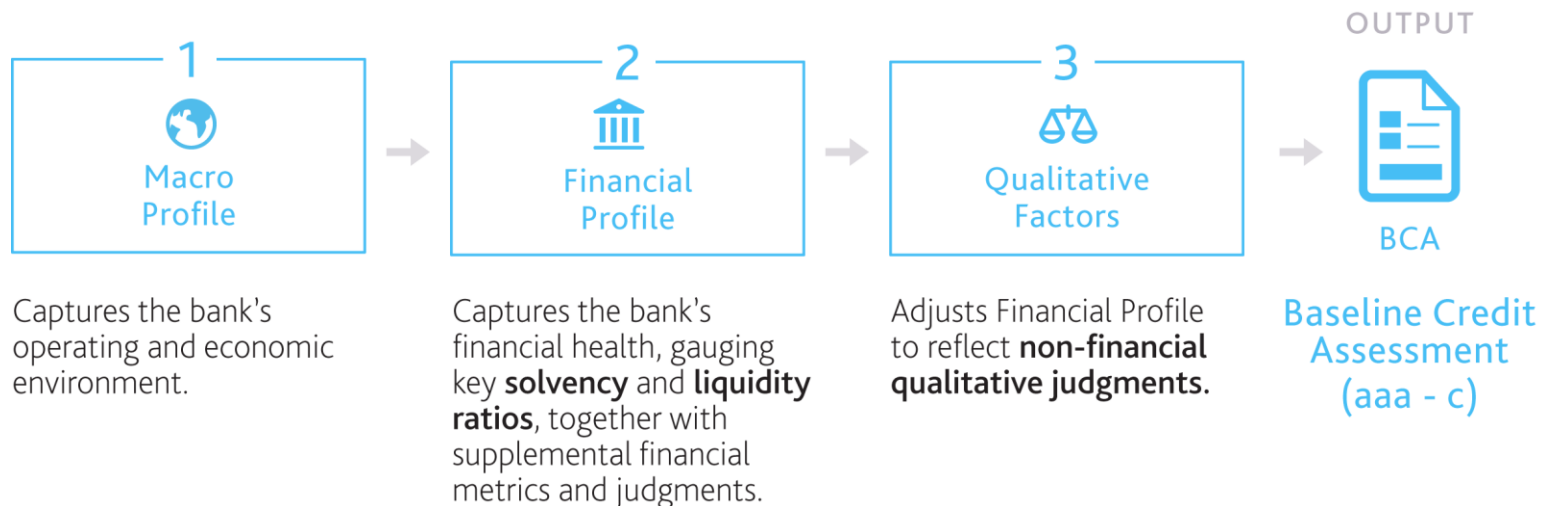 1
Macro
Profile
Captures the bank’s
operating and economic
environment.
2
Financial
Profile
Captures the bank’s
financial health, gauging
key solvency and liquidity
ratios, together with
supplemental financial
metrics and judgments.
3
Qualitative
Factors
Adjusts Financial Profile
to reflect non-financial
qualitative judgments.
OUTPUT
BCA
Baseline Credit
Assessment
(aaa - c)